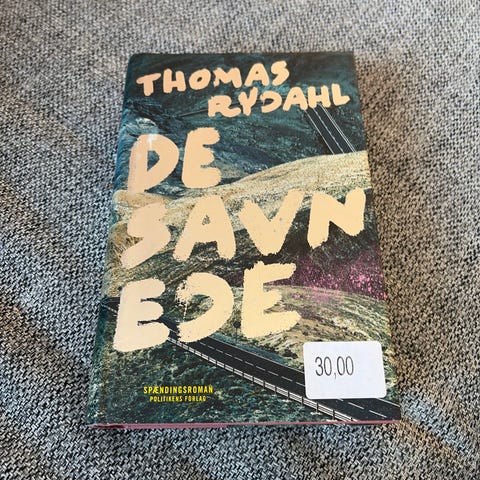 THOMAS
RYDAHL
DE
SAVN
EDE
30,00
SPÆNDINGSROMAN
POLITIKENS FORLAG